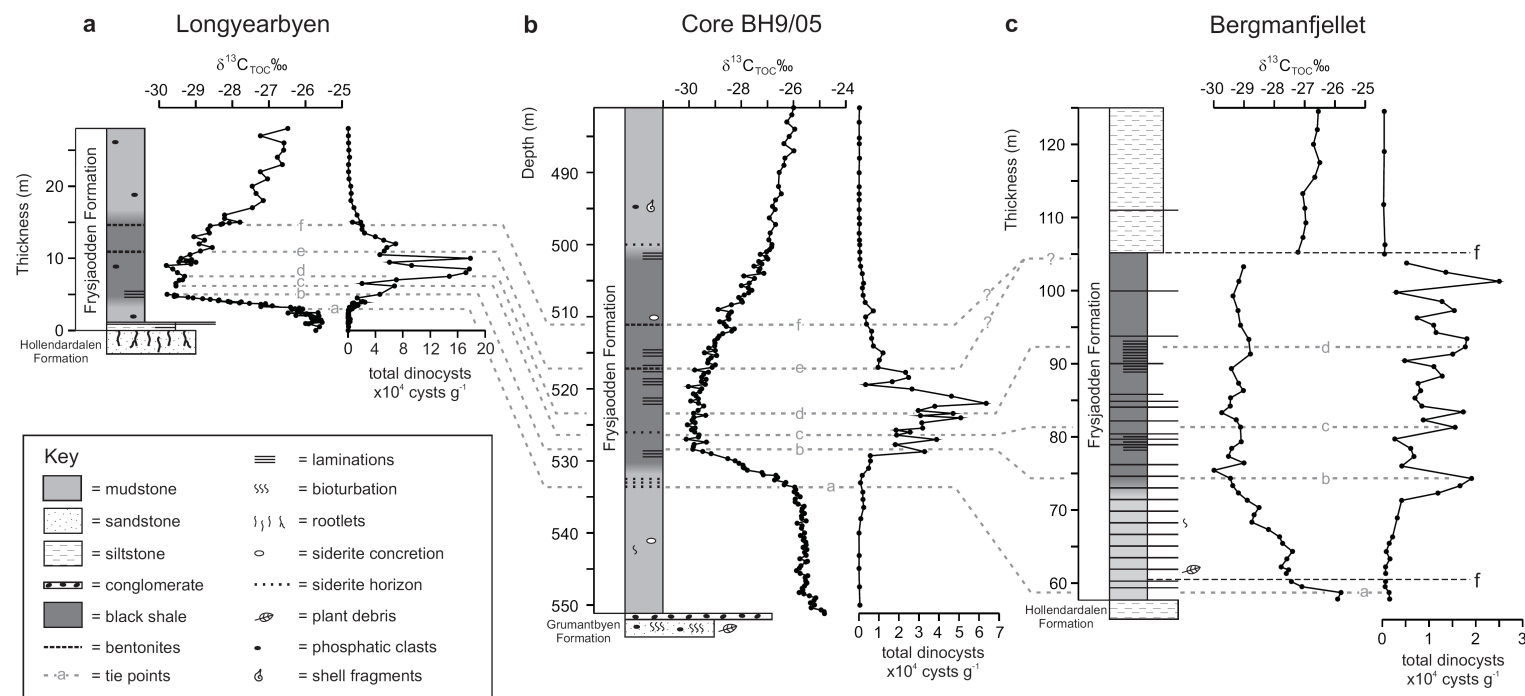 a Longyearbyen
δ13CTOC‰
-30 -29 -28 -27 -26 -25
Thickness (m)
20
10
0
Frysjaodden Formation
Hollendardalen
Formation
f
e
d
c
b
a
0 4 8 12 16 20
total dinocysts
x10⁴ cysts g⁻¹
Key
= mudstone
= sandstone
= siltstone
= conglomerate
= black shale
= bentonites
a = tie points
= laminations
= bioturbation
= rootlets
= siderite concretion
= siderite horizon
= plant debris
= phosphatic clasts
= shell fragments
b Core BH9/05
δ13CTOC‰
-30 -28 -26 -24
Depth (m)
490
500
510
520
530
540
550
Frysjaodden Formation
Grumantbyen
Formation
f
e
d
c
b
a
? 
?
?
0 1 2 3 4 5 6 7
total dinocysts
x10⁴ cysts g⁻¹
c Bergmanfjellet
δ13CTOC‰
-30 -29 -28 -27 -26 -25
Thickness (m)
120
110
100
90
80
70
60
Frysjaodden Formation
Hollendardalen
Formation
f
d
c
b
f
a
0 1 2 3
total dinocysts
x10⁴ cysts g⁻¹